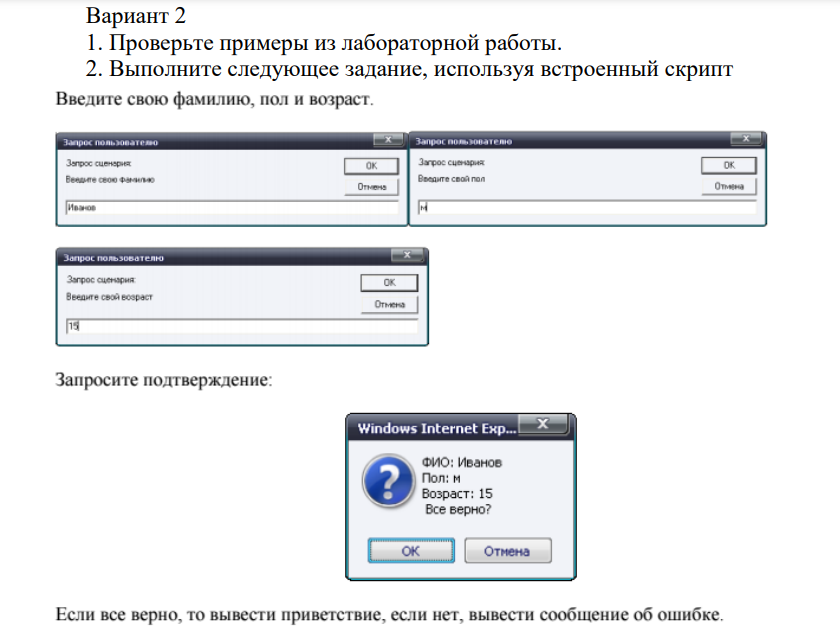 Вариант 2
1. Проверьте примеры из лабораторной работы.
2. Выполните следующее задание, используя встроенный скрипт
Введите свою фамилию, пол и возраст.
Запрос пользователю X
Запрос сценария:
OK
Введите свою фамилию
Отмена
Иванов
Запрос пользователю X
Запрос сценария:
OK
Введите свой пол
Отмена
м
Запрос пользователю X
Запрос сценария:
OK
Введите свой возраст
Отмена
15
Запросите подтверждение:
Windows Internet Exp... X
ФИО: Иванов
Пол: м
Возраст: 15
Все верно?
OK Отмена
Если все верно, то вывести приветствие, если нет, вывести сообщение об ошибке.